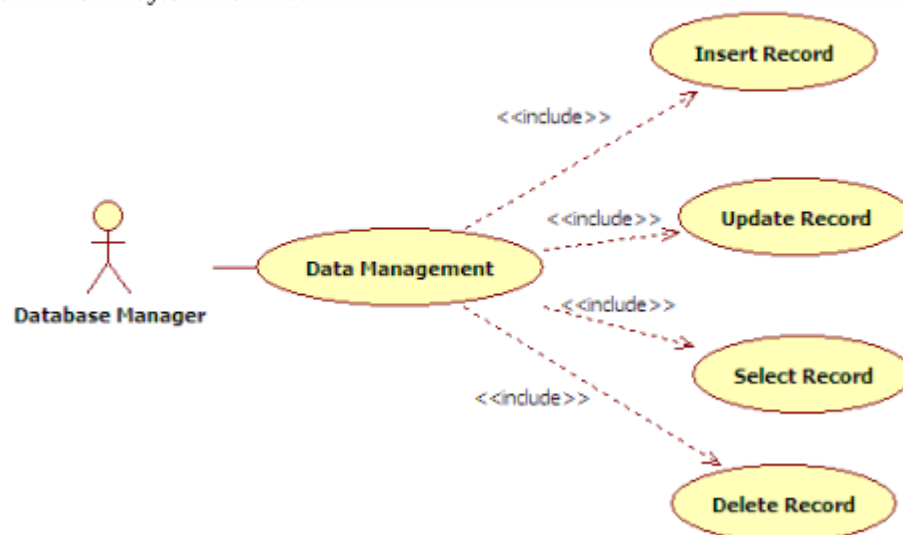 Insert Record
<<include>>
<<include>>
Update Record
Data Management
Database Manager
<<include>>
Select Record
<<include>>
Delete Record